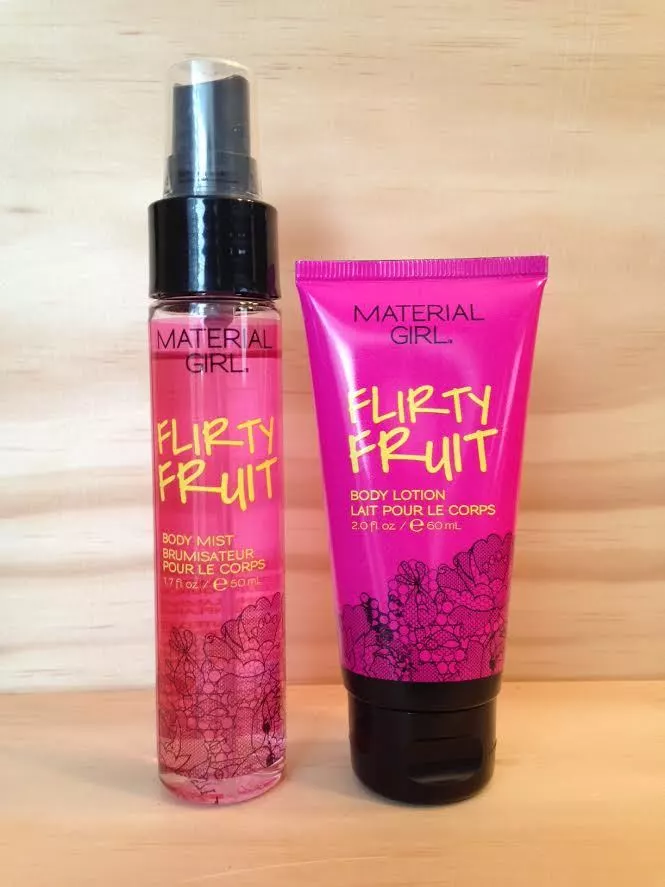 MATERIAL
GIRL.
FLIRTY
FRUIT
BODY MIST
BRUMISATEUR
POUR LE CORPS
1.7 fl. oz. / ℮ 50 mL
MATERIAL
GIRL.
FLIRTY
FRUIT
BODY LOTION
LAIT POUR LE CORPS
2.0 fl. oz. / ℮ 60 mL